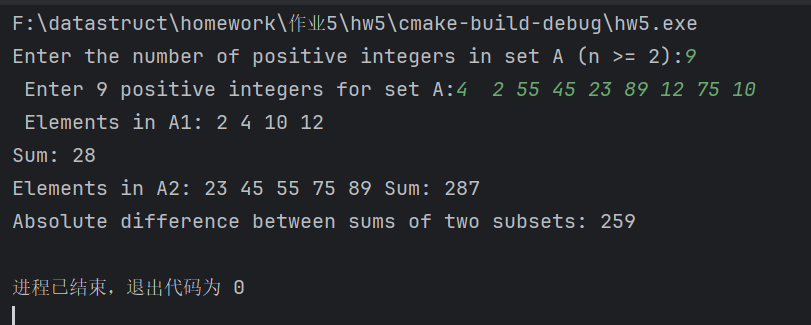 F:\datastruct\homework\作业5\hw5\cmake-build-debug\hw5.exe
Enter the number of positive integers in set A (n >= 2):9
 Enter 9 positive integers for set A:4  2 55 45 23 89 12 75 10
 Elements in A1: 2 4 10 12
Sum: 28
Elements in A2: 23 45 55 75 89 Sum: 287
Absolute difference between sums of two subsets: 259
进程已结束，退出代码为 0